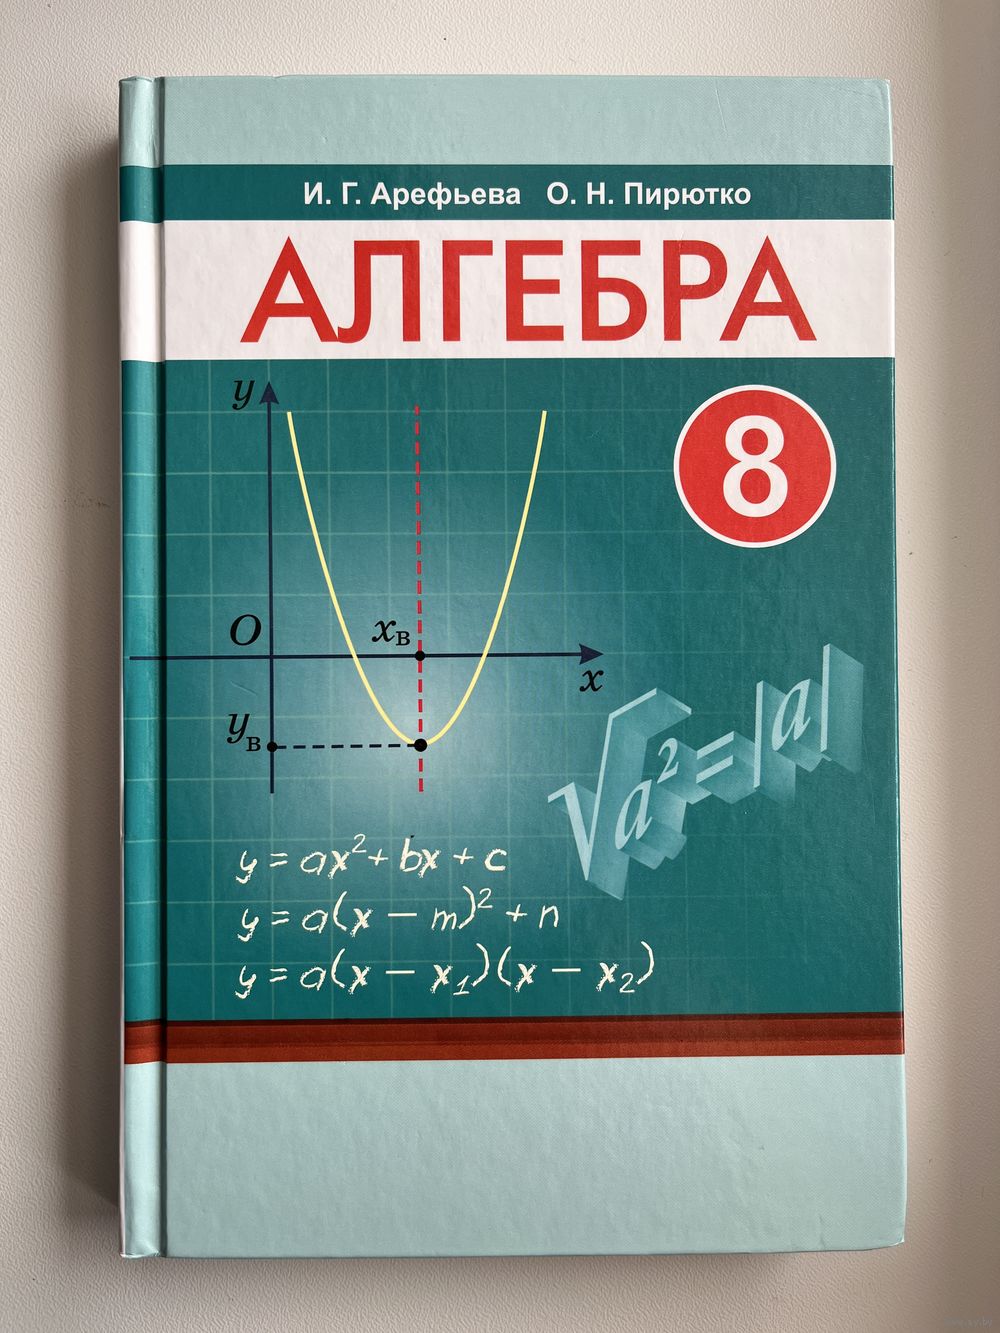 И. Г. Арефьева О. Н. Пирютко
АЛГЕБРА
8
y
O
xв
x
yв
√a² = |a|
y = ax² + bx + c
y = a(x − m)² + n
y = a(x − x₁)(x − x₂)